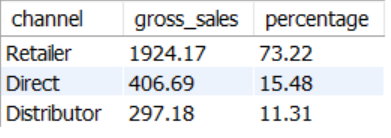 channel gross_sales percentage
Retailer 1924.17 73.22
Direct 406.69 15.48
Distributor 297.18 11.31